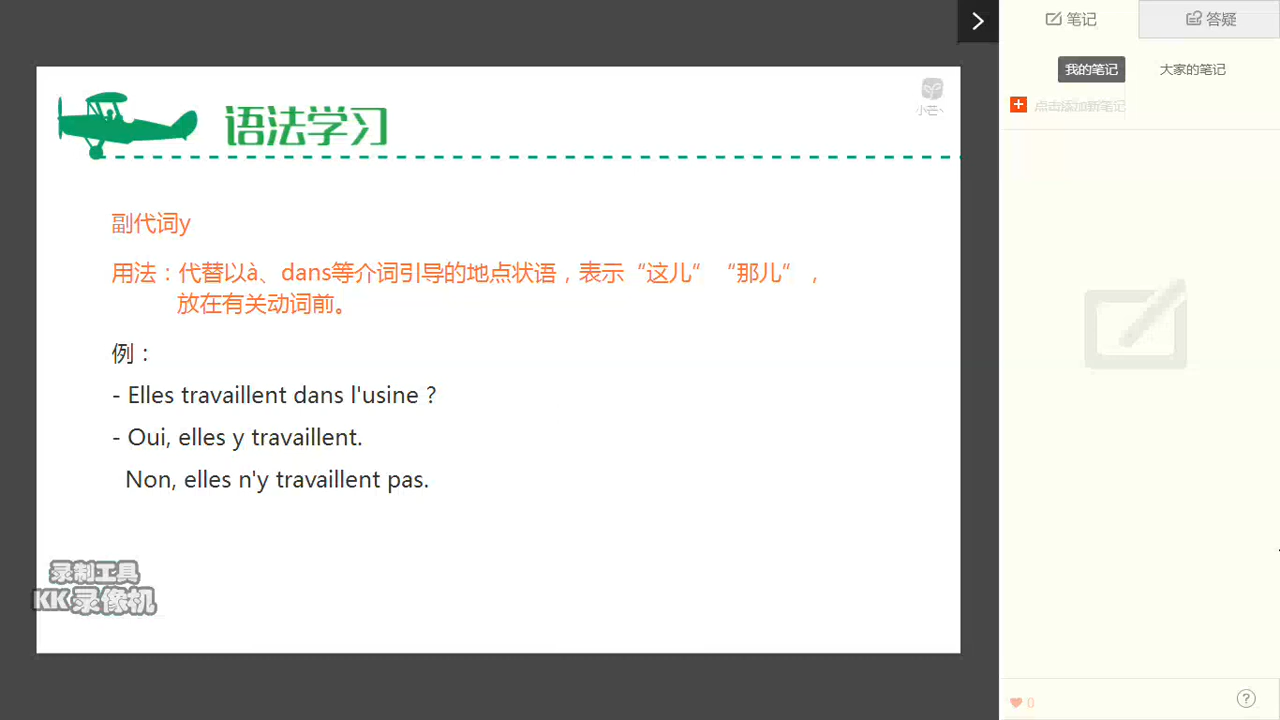 笔记
答疑
我的笔记
大家的笔记
点击添加新笔记
语法学习
副代词y
用法：代替以à、dans等介词引导的地点状语，表示“这儿“ “那儿“ ，
放在有关动词前。
例：
- Elles travaillent dans l'usine ?
- Oui, elles y travaillent.
Non, elles n'y travaillent pas.
录制工具
KK录像机
0
?